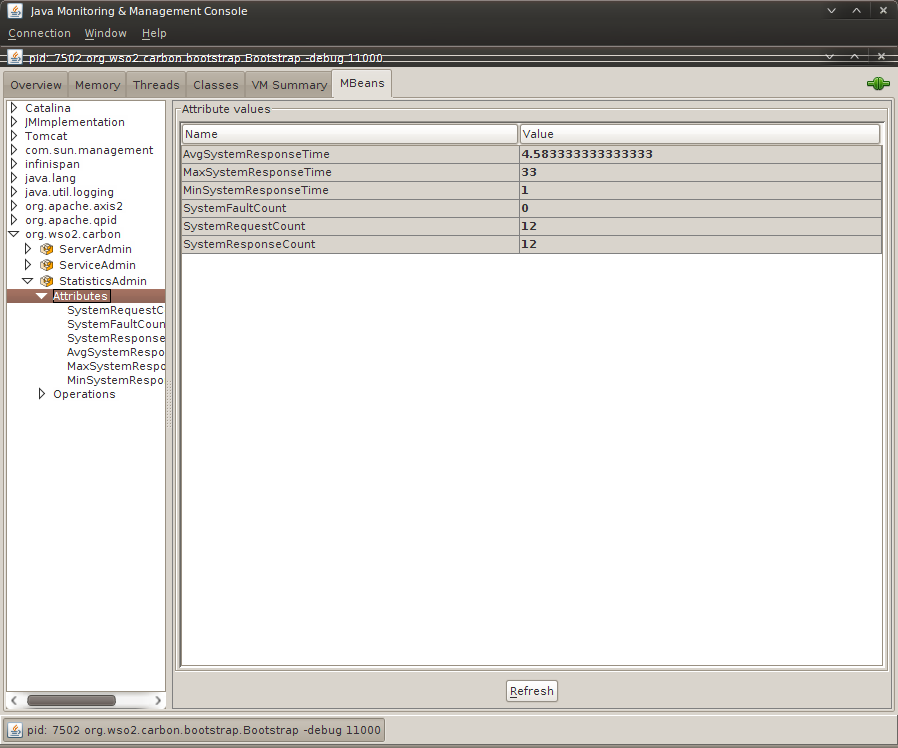 Java Monitoring & Management Console
Connection Window Help
pid: 7502 org.wso2.carbon.bootstrap.Bootstrap -debug 11000
Overview Memory Threads Classes VM Summary MBeans
Catalina
JMImplementation
Tomcat
com.sun.management
infinispan
java.lang
java.util.logging
org.apache.axis2
org.apache.qpid
org.wso2.carbon
ServerAdmin
ServiceAdmin
StatisticsAdmin
Attributes
SystemRequestC
SystemFaultCoun
SystemResponse
AvgSystemRespo
MaxSystemRespo
MinSystemRespo
Operations
Attribute values
Name Value
AvgSystemResponseTime 4.583333333333333
MaxSystemResponseTime 33
MinSystemResponseTime 1
SystemFaultCount 0
SystemRequestCount 12
SystemResponseCount 12
Refresh
pid: 7502 org.wso2.carbon.bootstrap.Bootstrap -debug 11000